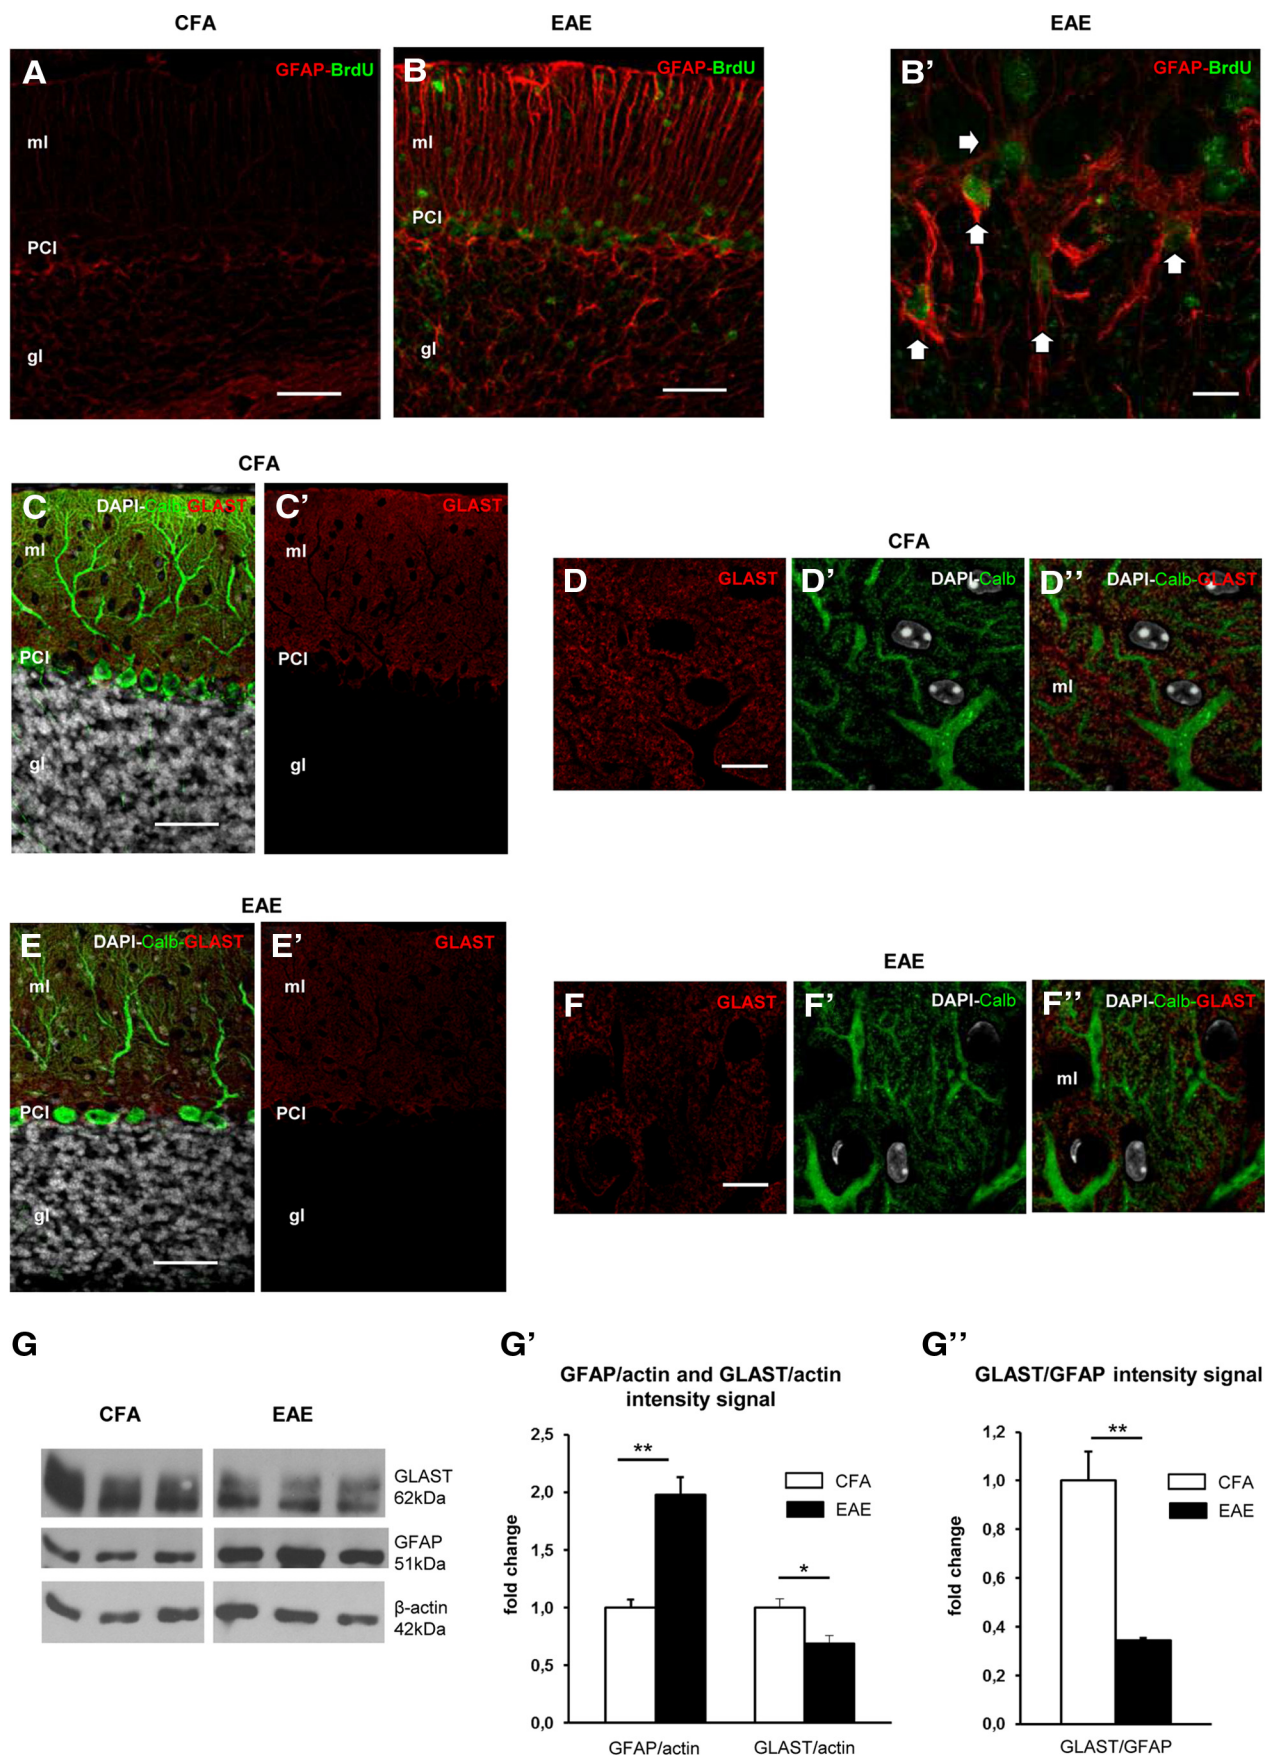 CFA
EAE
EAE
A
GFAP-BrdU
ml
PCl
gl
B
GFAP-BrdU
ml
PCl
gl
B’
GFAP-BrdU
CFA
C
DAPI-Calb-GLAST
ml
PCl
gl
C’
GLAST
ml
PCl
gl
CFA
D
GLAST
D’
DAPI-Calb
D’’
DAPI-Calb-GLAST
ml
EAE
E
DAPI-Calb-GLAST
ml
PCl
gl
E’
GLAST
ml
PCl
gl
EAE
F
GLAST
F’
DAPI-Calb
F’’
DAPI-Calb-GLAST
ml
G
CFA
EAE
GLAST
62kDa
GFAP
51kDa
β-actin
42kDa
G’
GFAP/actin and GLAST/actin
intensity signal
fold change
2,5
2,0
1,5
1,0
0,5
0,0
**
*
CFA
EAE
GFAP/actin
GLAST/actin
G’’
GLAST/GFAP intensity signal
fold change
1,2
1,0
0,8
0,6
0,4
0,2
0,0
**
CFA
EAE
GLAST/GFAP